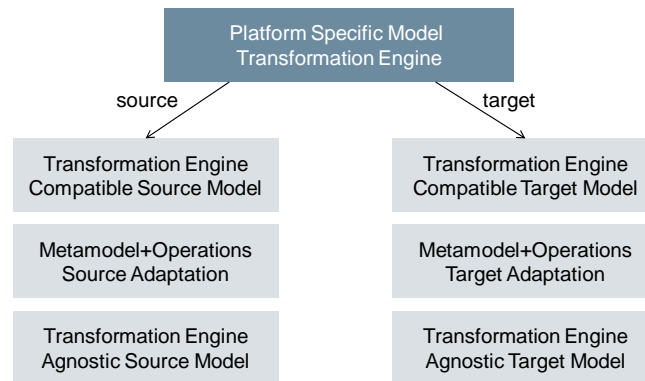 Platform Specific Model
Transformation Engine
source
target
Transformation Engine
Compatible Source Model
Transformation Engine
Compatible Target Model
Metamodel+Operations
Source Adaptation
Metamodel+Operations
Target Adaptation
Transformation Engine
Agnostic Source Model
Transformation Engine
Agnostic Target Model